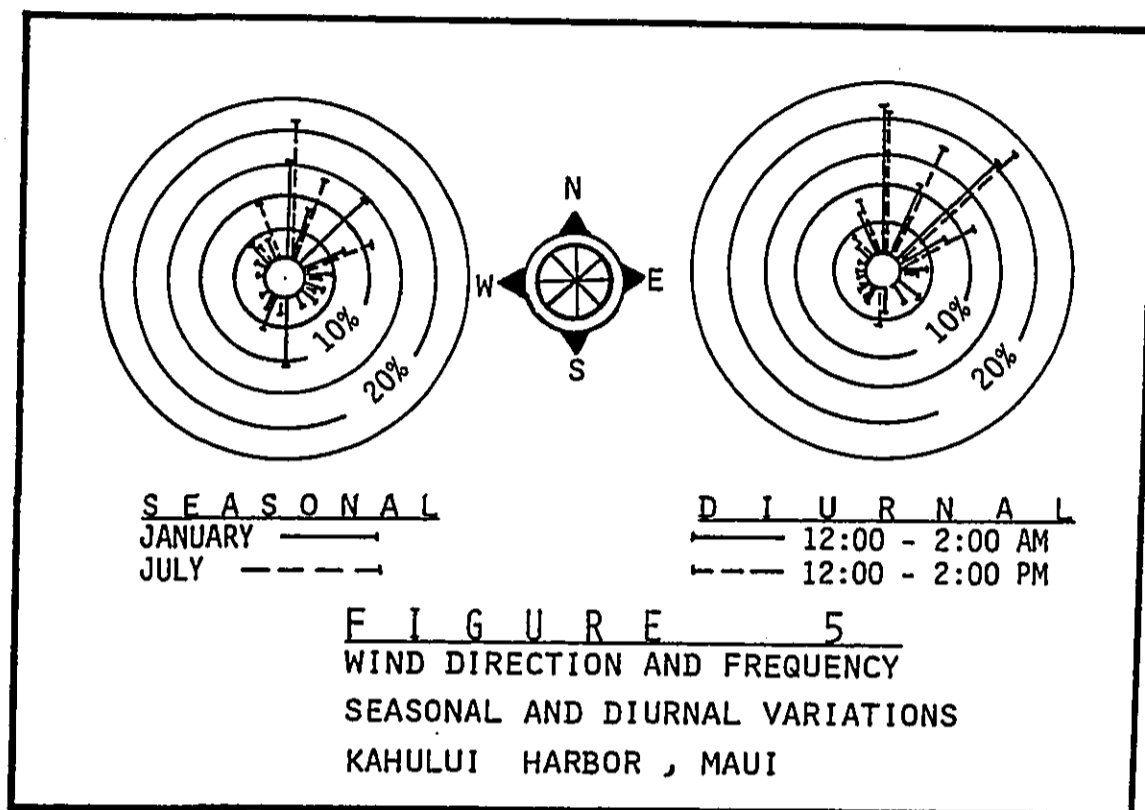 N
W E
S
10%
20%
10%
20%
SEASONAL
JANUARY
JULY
DIURNAL
12:00 - 2:00 AM
12:00 - 2:00 PM
FIGURE 5
WIND DIRECTION AND FREQUENCY
SEASONAL AND DIURNAL VARIATIONS
KAHULUI HARBOR , MAUI